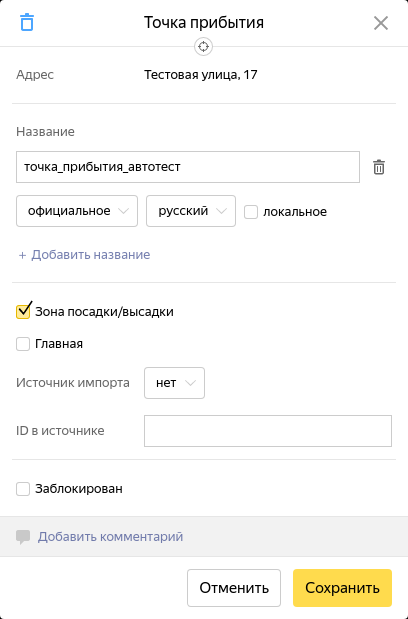 Точка прибытия
Адрес Тестовая улица, 17
Название
точка_прибытия_автотест
официальное русский локальное
+ Добавить название
Зона посадки/высадки
Главная
Источник импорта нет
ID в источнике
Заблокирован
Добавить комментарий
Отменить Сохранить